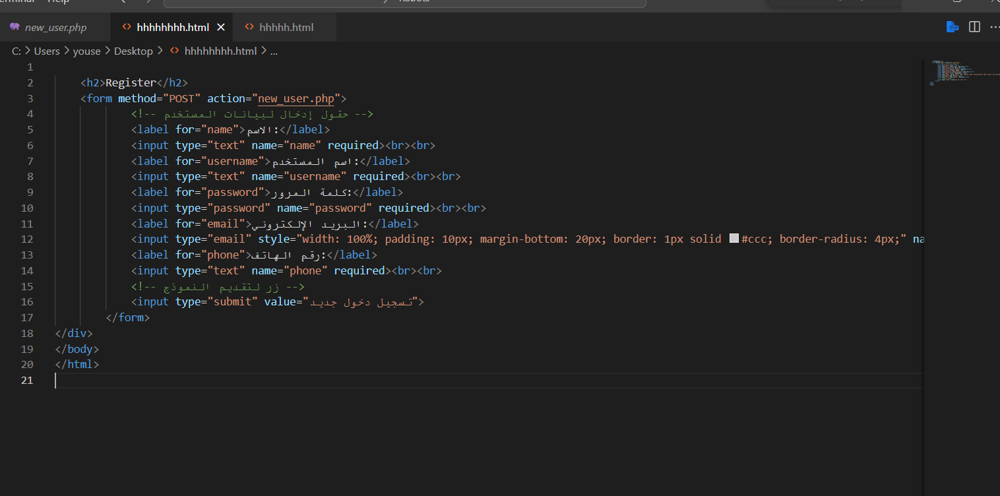 Help
new_user.php
hhhhhhhh.html
hhhhh.html
C: > Users > youse > Desktop > hhhhhhhh.html > ...
1
2 <h2>Register</h2>
3 <form method="POST" action="new_user.php">
4 <!-- حقول إدخال لبيانات المستخدم -->
5 <label for="name">الاسم:</label>
6 <input type="text" name="name" required><br><br>
7 <label for="username">اسم المستخدم:</label>
8 <input type="text" name="username" required><br><br>
9 <label for="password">كلمة المرور:</label>
10 <input type="password" name="password" required><br><br>
11 <label for="email">البريد الإلكتروني:</label>
12 <input type="email" style="width: 100%; padding: 10px; margin-bottom: 20px; border: 1px solid #ccc; border-radius: 4px;" na
13 <label for="phone">رقم الهاتف:</label>
14 <input type="text" name="phone" required><br><br>
15 <!-- زر لتقديم النموذج -->
16 <input type="submit" value="تسجيل دخول جديد">
17 </form>
18 </div>
19 </body>
20 </html>
21